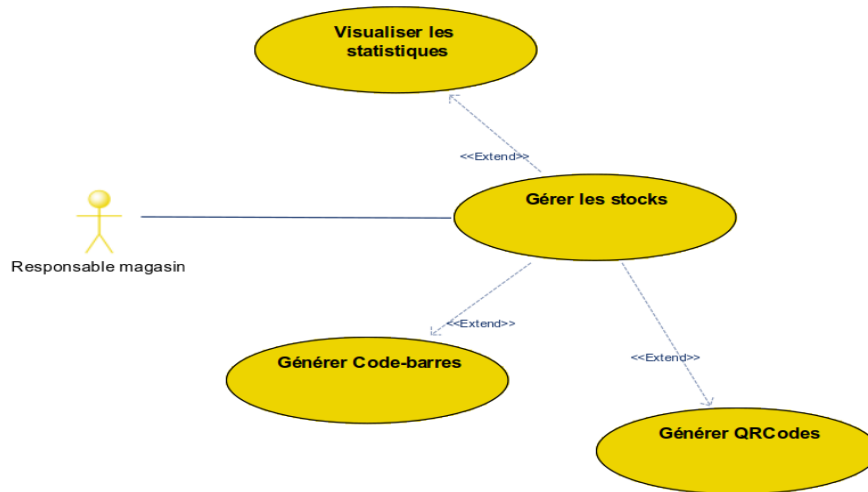 Visualiser les
statistiques
<<Extend>>
Gérer les stocks
Responsable magasin
<<Extend>>
Générer Code-barres
<<Extend>>
Générer QRCodes